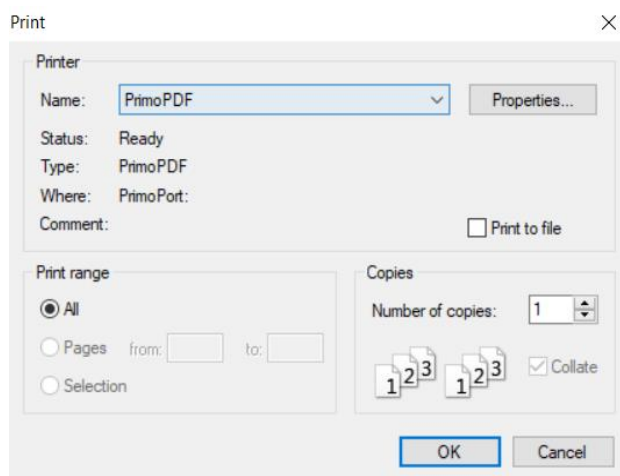 Print
Printer
Name: PrimoPDF Properties...
Status: Ready
Type: PrimoPDF
Where: PrimoPort:
Comment: Print to file
Print range
All
Pages from: to:
Selection
Copies
Number of copies: 1
1 2 3 1 2 3 Collate
OK Cancel